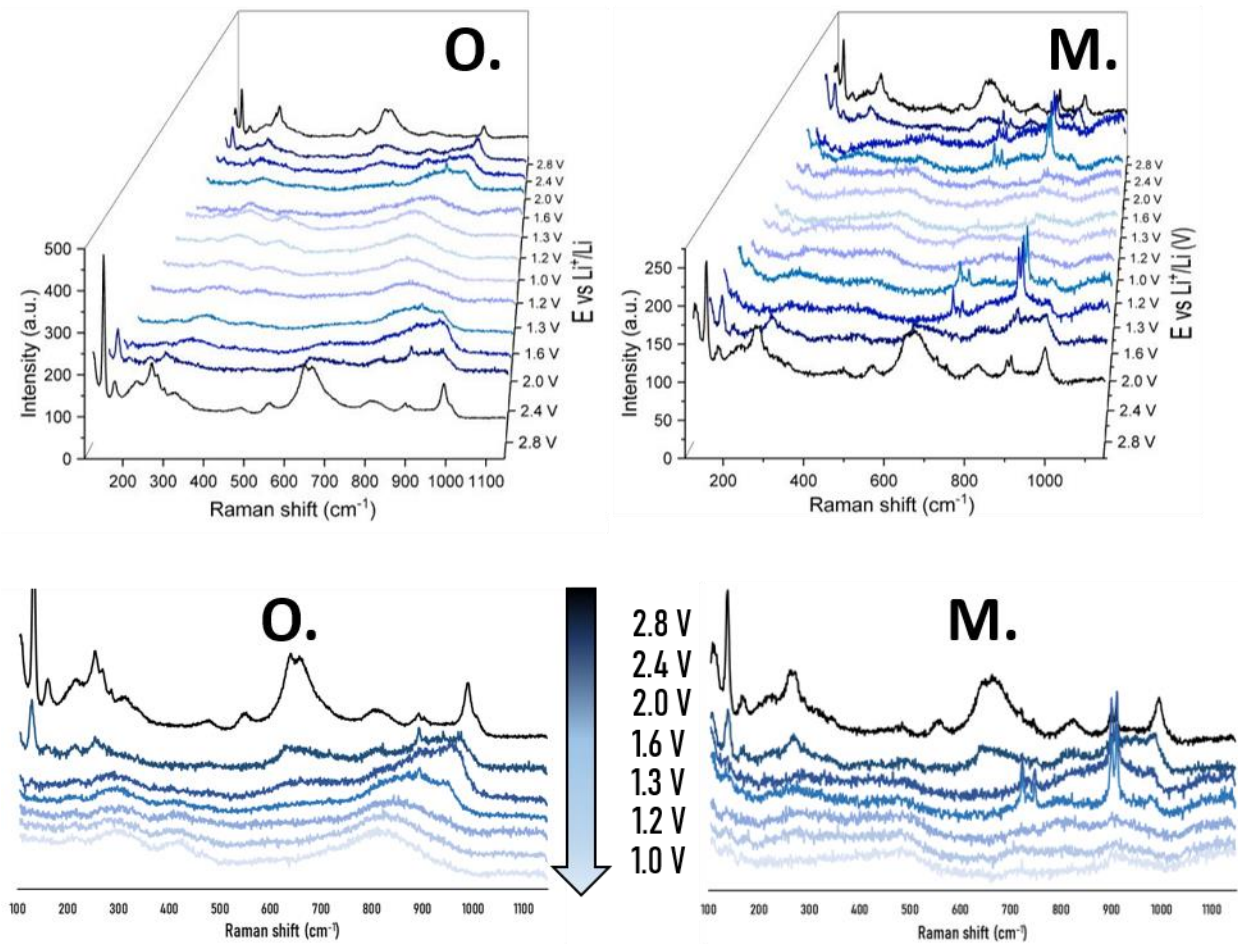 O.
500
400
300
200
100
0
Intensity (a.u.)
200 300 400 500 600 700 800 900 1000 1100
Raman shift (cm⁻¹)
2.8 V
2.4 V
2.0 V
1.6 V
1.3 V
1.2 V
1.0 V
1.2 V
1.3 V
1.6 V
2.0 V
2.4 V
2.8 V
E vs Li⁺/Li
M.
250
200
150
100
50
0
Intensity (a.u.)
200 400 600 800 1000
Raman shift (cm⁻¹)
2.8 V
2.4 V
2.0 V
1.6 V
1.3 V
1.2 V
1.0 V
1.2 V
1.3 V
1.6 V
2.0 V
2.4 V
2.8 V
E vs Li⁺/Li (V)
O.
100 200 300 400 500 600 700 800 900 1000 1100
Raman shift (cm⁻¹)
2.8 V
2.4 V
2.0 V
1.6 V
1.3 V
1.2 V
1.0 V
M.
100 200 300 400 500 600 700 800 900 1000 1100
Raman shift (cm⁻¹)